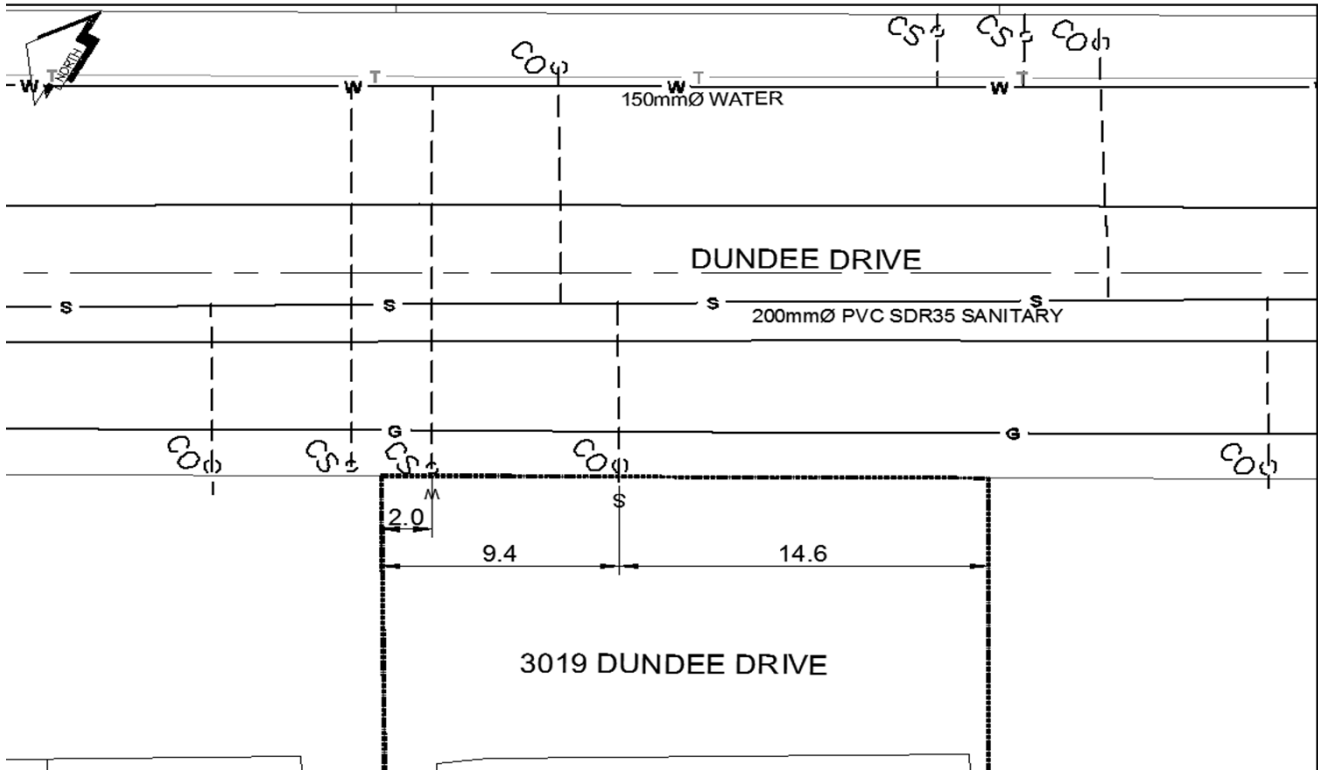 CS CS CO
CO
NORTH
T T T T
W W W W
150mmØ WATER
DUNDEE DRIVE
S S S S
200mmØ PVC SDR35 SANITARY
G G
CO CS CS CO CO
W S
2.0
9.4 14.6
3019 DUNDEE DRIVE